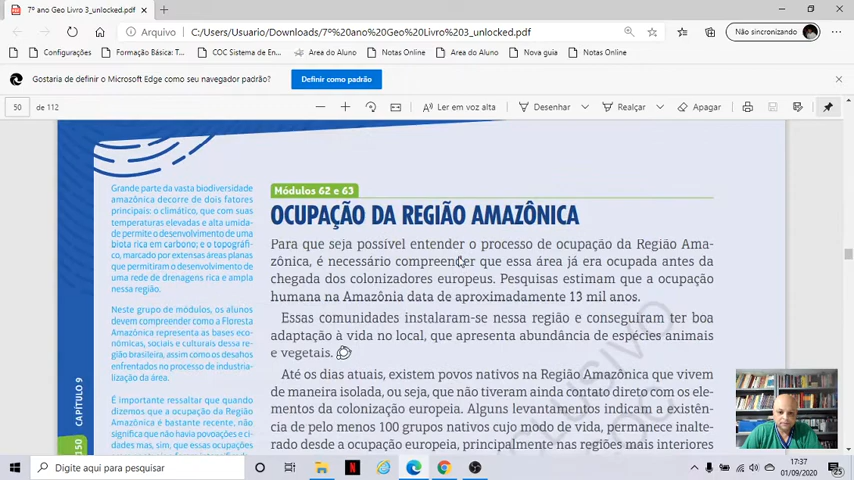 7º ano Geo Livro 3_unlocked.pdf
Arquivo
C:/Users/Usuario/Downloads/7º%20ano%20Geo%20Livro%203_unlocked.pdf
Não sincronizando
Configurações
Formação Básica: T...
COC Sistema de En...
Área do Aluno
Notas Online
Area do Aluno
Nova guia
Notas Online
Gostaria de definir o Microsoft Edge como seu navegador padrão?
Definir como padrão
50 de 112
Ler em voz alta
Desenhar
Realçar
Apagar
Grande parte da vasta biodiversidade
amazônica decorre de dois fatores
principais: o climático, que com suas
temperaturas elevadas e alta umida-
de permite o desenvolvimento de uma
biota rica em carbono; e o topográfi-
co, marcado por extensas áreas planas
que permitiram o desenvolvimento de
uma rede de drenagens rica e ampla
nessa região.
Neste grupo de módulos, os alunos
devem compreender como a Floresta
Amazônica representa as bases eco-
nômicas, sociais e culturais dessa re-
gião brasileira, assim como os desafios
enfrentados no processo de industria-
lização da área.
É importante ressaltar que quando
dizemos que a ocupação da Região
Amazônica é bastante recente, não
significa que não havia povoações e ci-
dades mas, sim, que essas ocupações
CAPÍTULO 9
150
Módulos 62 e 63
OCUPAÇÃO DA REGIÃO AMAZÔNICA
Para que seja possível entender o processo de ocupação da Região Ama-
zônica, é necessário compreender que essa área já era ocupada antes da
chegada dos colonizadores europeus. Pesquisas estimam que a ocupação
humana na Amazônia data de aproximadamente 13 mil anos.
Essas comunidades instalaram-se nessa região e conseguiram ter boa
adaptação à vida no local, que apresenta abundância de espécies animais
e vegetais.
Até os dias atuais, existem povos nativos na Região Amazônica que vivem
de maneira isolada, ou seja, que não tiveram ainda contato direto com os ele-
mentos da colonização europeia. Alguns levantamentos indicam a existên-
cia de pelo menos 100 grupos nativos cujo modo de vida, permanece inalte-
rado desde a ocupação europeia, principalmente nas regiões mais interiores
Digite aqui para pesquisar
17:37
01/09/2020
25